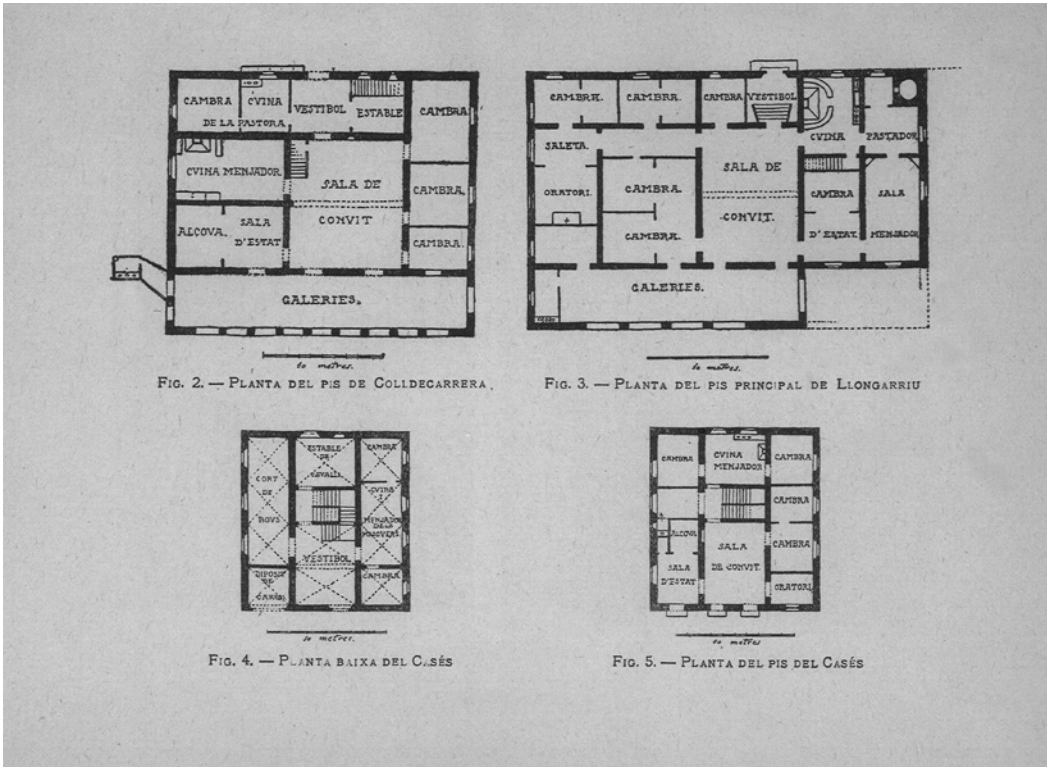 CAMBRA
CVINA
VESTIBOL
ESTABLE
CAMBRA
DE LA PASTORA
CVINA MENJADOR
SALA DE
CAMBRA.
CONVIT
ALCOVA.
SALA
D'ESTAT
CAMBRA.
GALERIES.
10 metres.
FIG. 2. — PLANTA DEL PIS DE COLLDECARRERA.
CAMBRA.
CAMBRA.
CAMBRA
VESTIBOL
CVINA
PASTADOR
SALETA.
SALA DE
ORATORI.
CAMBRA.
CAMBRA
SALA
CONVIT.
CAMBRA.
D'ESTAT.
MENJADOR
GALERIES.
10 metres.
FIG. 3. — PLANTA DEL PIS PRINCIPAL DE LLONGARRIU
CORT
DE
BOVS
ESTABLE
DE
CAVALLS
CAMBRA
CVINA
I
MENJADOR
DELS
MASOVERS
VESTIBOL
DIPOSIT
DE
CAMBRA
10 metres.
FIG. 4. — PLANTA BAIXA DEL CASÉS
CAMBRA
CVINA
MENJADOR
CAMBRA
CAMBRA
ALCOVA
SALA
CAMBRA
SALA
D'ESTAT
DE CONVIT.
ORATORI
10 metres
FIG. 5. — PLANTA DEL PIS DEL CASÉS